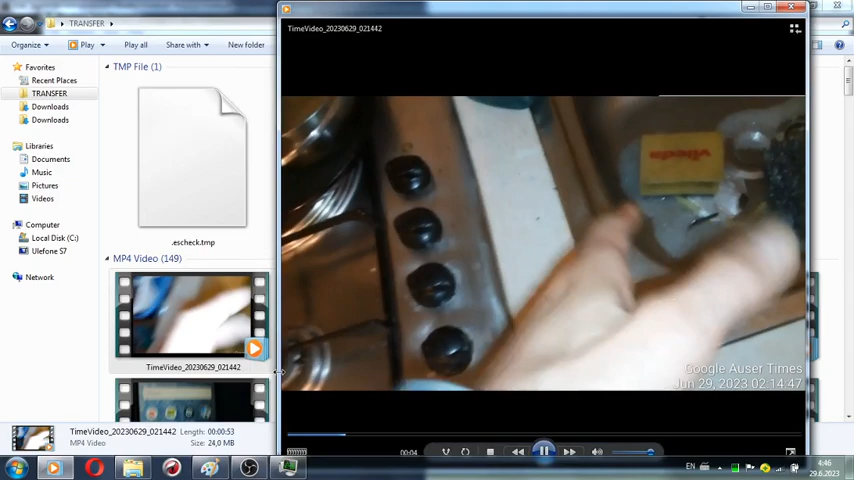 TRANSFER
Organize
Play
Play all
Share with
New folder
Favorites
Recent Places
TRANSFER
Downloads
Downloads
Libraries
Documents
Music
Pictures
Videos
Computer
Local Disk (C:)
Ulefone S7
Network
TMP File (1)
.escheck.tmp
MP4 Video (149)
TimeVideo_20230629_021442
TimeVideo_20230629_021442
vileda
Google Auser Times
Jun 29, 2023 02:14:47
00:04
TimeVideo_20230629_021442 Length: 00:00:53
MP4 Video Size: 24,0 MB
EN
4:46
29.6.2023